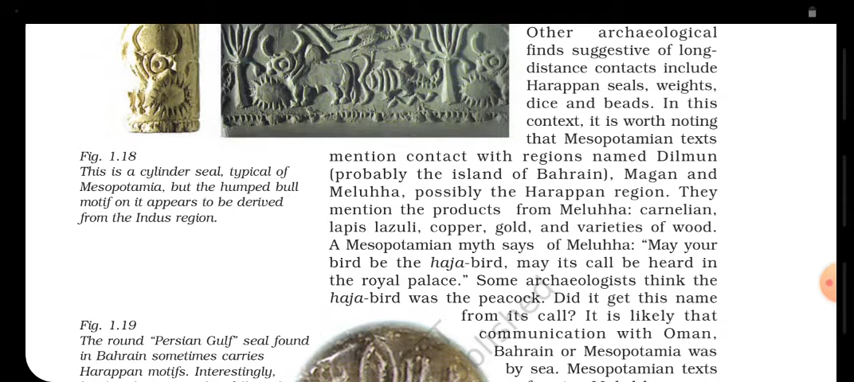 Other archaeological
finds suggestive of long-
distance contacts include
Harappan seals, weights,
dice and beads. In this
context, it is worth noting
that Mesopotamian texts
mention contact with regions named Dilmun
(probably the island of Bahrain), Magan and
Meluhha, possibly the Harappan region. They
mention the products from Meluhha: carnelian,
lapis lazuli, copper, gold, and varieties of wood.
A Mesopotamian myth says of Meluhha: “May your
bird be the haja-bird, may its call be heard in
the royal palace.” Some archaeologists think the
haja-bird was the peacock. Did it get this name
from its call? It is likely that
communication with Oman,
Bahrain or Mesopotamia was
by sea. Mesopotamian texts
Fig. 1.18
This is a cylinder seal, typical of
Mesopotamia, but the humped bull
motif on it appears to be derived
from the Indus region.
Fig. 1.19
The round “Persian Gulf” seal found
in Bahrain sometimes carries
Harappan motifs. Interestingly,